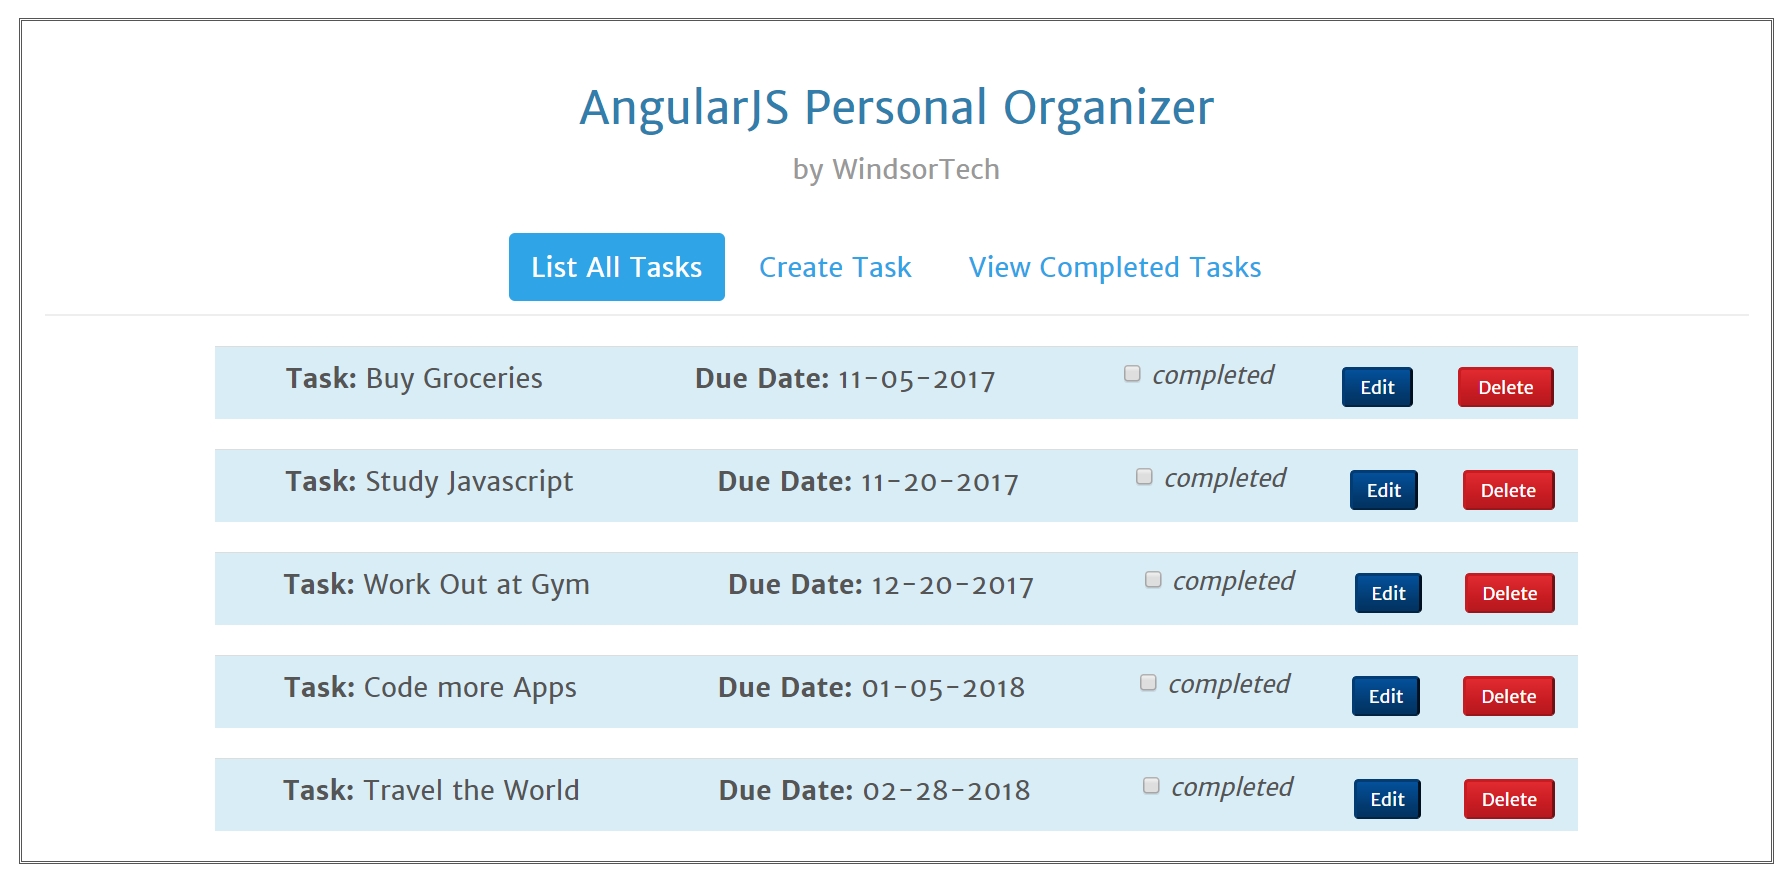 AngularJS Personal Organizer
by WindsorTech
List All Tasks Create Task View Completed Tasks
Task: Buy Groceries Due Date: 11-05-2017 completed Edit Delete
Task: Study Javascript Due Date: 11-20-2017 completed Edit Delete
Task: Work Out at Gym Due Date: 12-20-2017 completed Edit Delete
Task: Code more Apps Due Date: 01-05-2018 completed Edit Delete
Task: Travel the World Due Date: 02-28-2018 completed Edit Delete